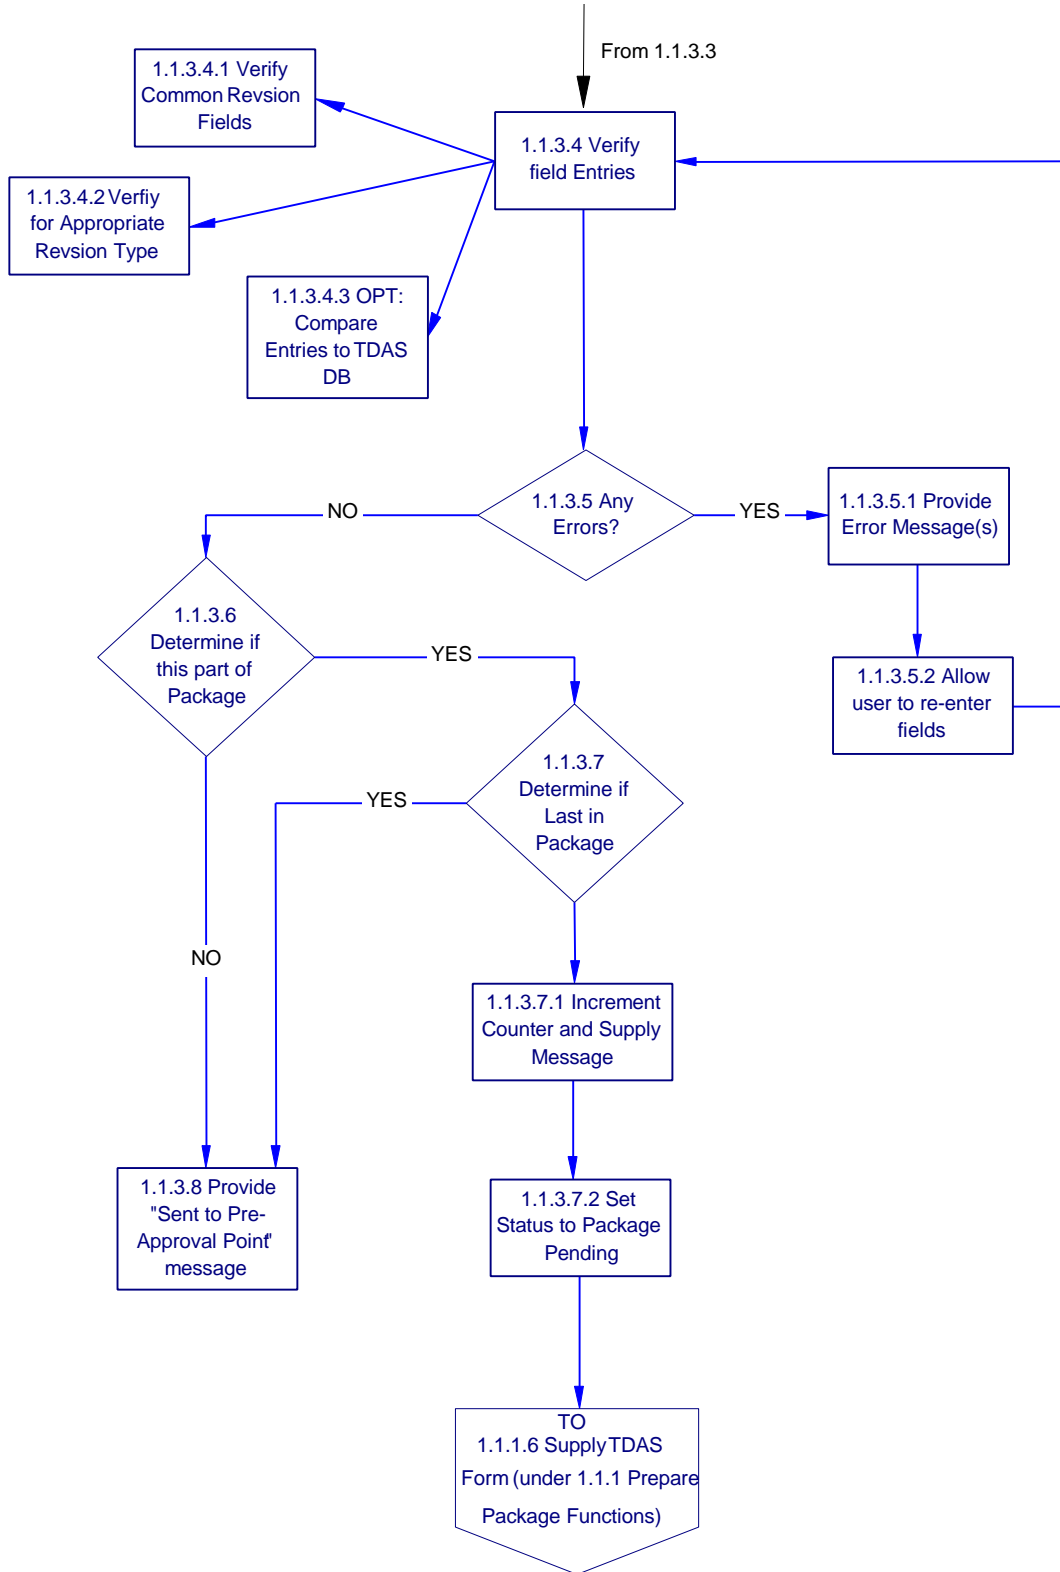 From 1.1.3.3
1.1.3.4.1 Verify
Common Revsion
Fields
1.1.3.4 Verify
field Entries
1.1.3.4.2 Verfiy
for Appropriate
Revsion Type
1.1.3.4.3 OPT:
Compare
Entries to TDAS
DB
1.1.3.5 Any
Errors?
NO
YES
1.1.3.5.1 Provide
Error Message(s)
1.1.3.6
Determine if
this part of
Package
YES
1.1.3.5.2 Allow
user to re-enter
fields
1.1.3.7
Determine if
Last in
Package
YES
NO
1.1.3.7.1 Increment
Counter and Supply
Message
1.1.3.8 Provide
"Sent to Pre-
Approval Point"
message
1.1.3.7.2 Set
Status to Package
Pending
TO
1.1.1.6 Supply TDAS
Form (under 1.1.1 Prepare
Package Functions)